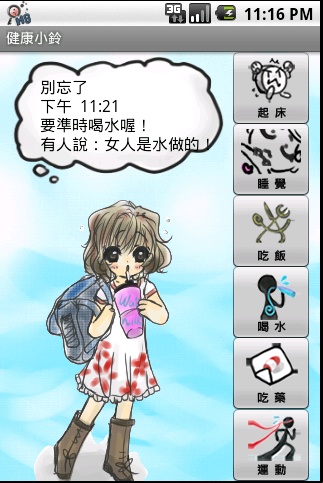 3G 11:16 PM
健康小鈴
別忘了
下午 11:21
要準時喝水喔！
有人說：女人是水做的！
起床
睡覺
吃飯
喝水
吃藥
運動